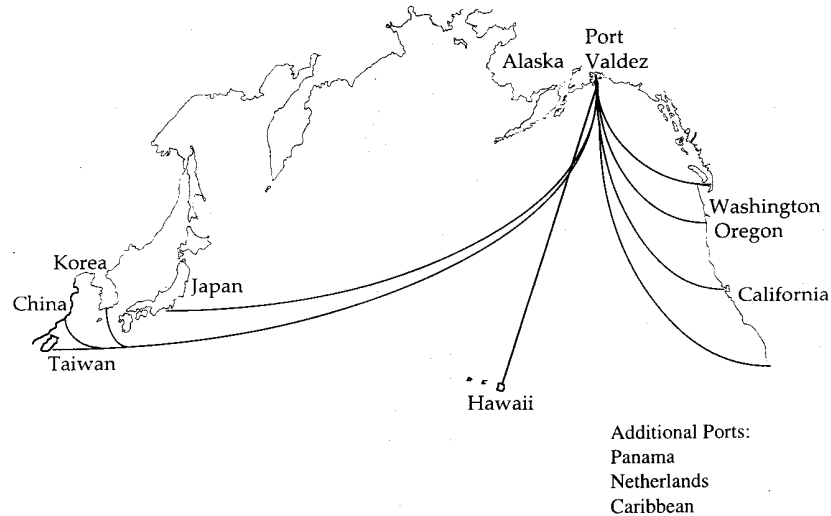 Port
Alaska Valdez
Washington
Oregon
Korea
Japan
China
California
Taiwan
Hawaii
Additional Ports:
Panama
Netherlands
Caribbean